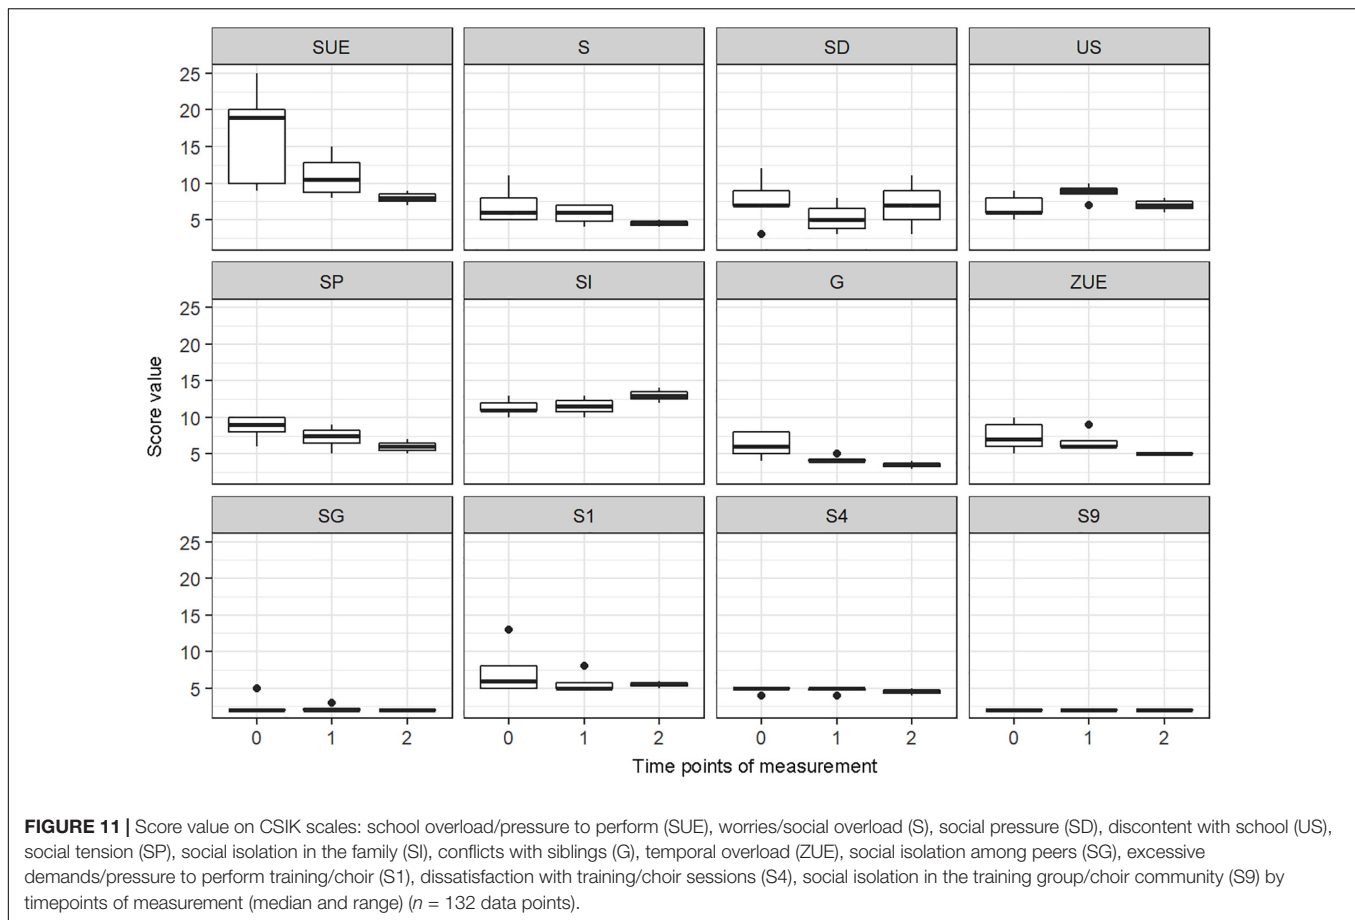 SUE S SD US
25
20
15
10
5
SP SI G ZUE
25
20
15
10
5
Score value
SG S1 S4 S9
25
20
15
10
5
0 1 2 0 1 2 0 1 2 0 1 2
Time points of measurement
FIGURE 11 | Score value on CSIK scales: school overload/pressure to perform (SUE), worries/social overload (S), social pressure (SD), discontent with school (US),
social tension (SP), social isolation in the family (SI), conflicts with siblings (G), temporal overload (ZUE), social isolation among peers (SG), excessive
demands/pressure to perform training/choir (S1), dissatisfaction with training/choir sessions (S4), social isolation in the training group/choir community (S9) by
timepoints of measurement (median and range) (n = 132 data points).